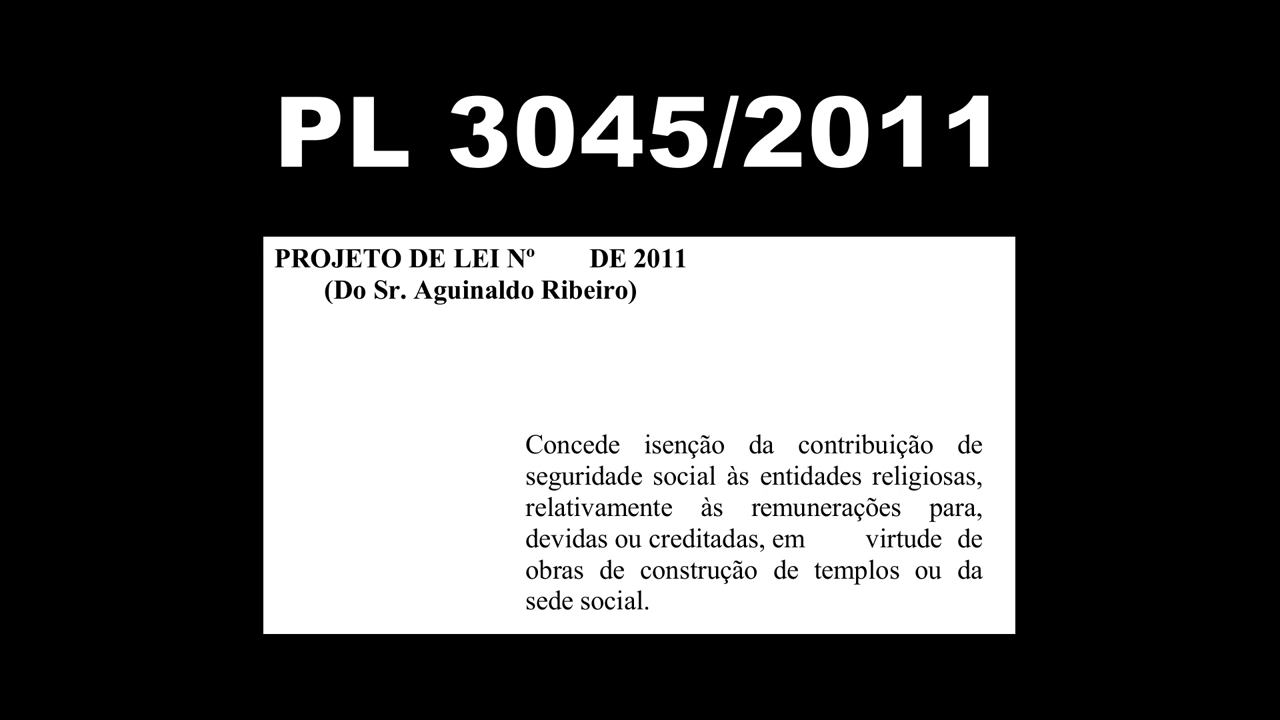 PL 3045/2011
PROJETO DE LEI Nº DE 2011
(Do Sr. Aguinaldo Ribeiro)
Concede isenção da contribuição de
seguridade social às entidades religiosas,
relativamente às remunerações para,
devidas ou creditadas, em virtude de
obras de construção de templos ou da
sede social.